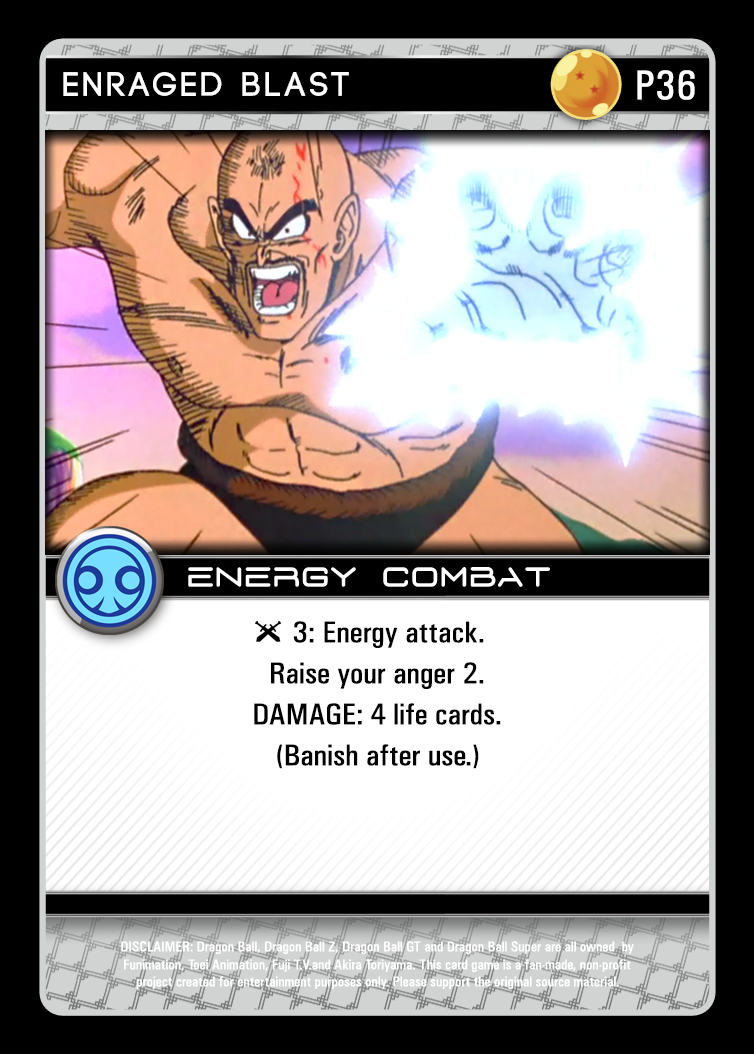 ENRAGED BLAST
P36
ENERGY COMBAT
3: Energy attack.
Raise your anger 2.
DAMAGE: 4 life cards.
(Banish after use.)
DISCLAIMER: Dragon Ball, Dragon Ball Z, Dragon Ball GT and Dragon Ball Super are all owned by
Funimation, Toei Animation, Fuji T.V.and Akira Toriyama. This card game is a fan-made, non-profit
project created for entertainment purposes only. Please support the original source material.